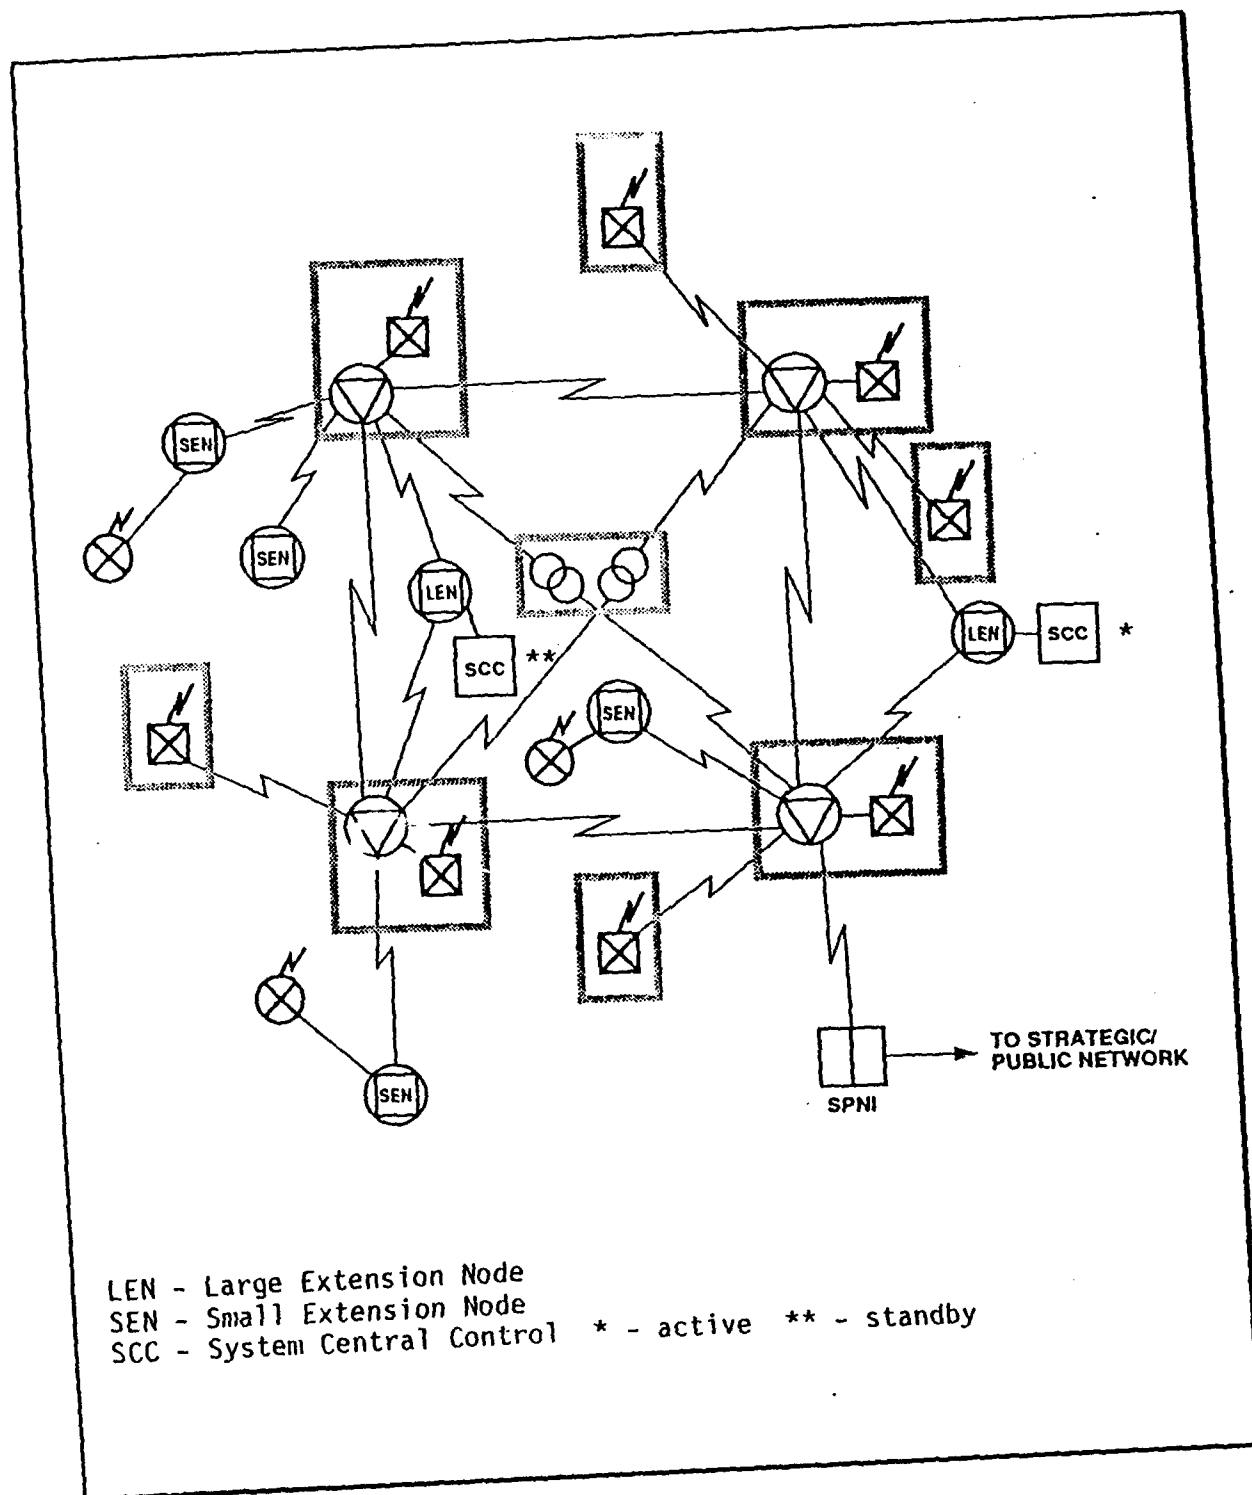 SEN
SEN
LEN
SCC **
LEN
SCC *
SEN
SEN
TO STRATEGIC/
PUBLIC NETWORK
SPNI
LEN - Large Extension Node
SEN - Small Extension Node
SCC - System Central Control * - active ** - standby